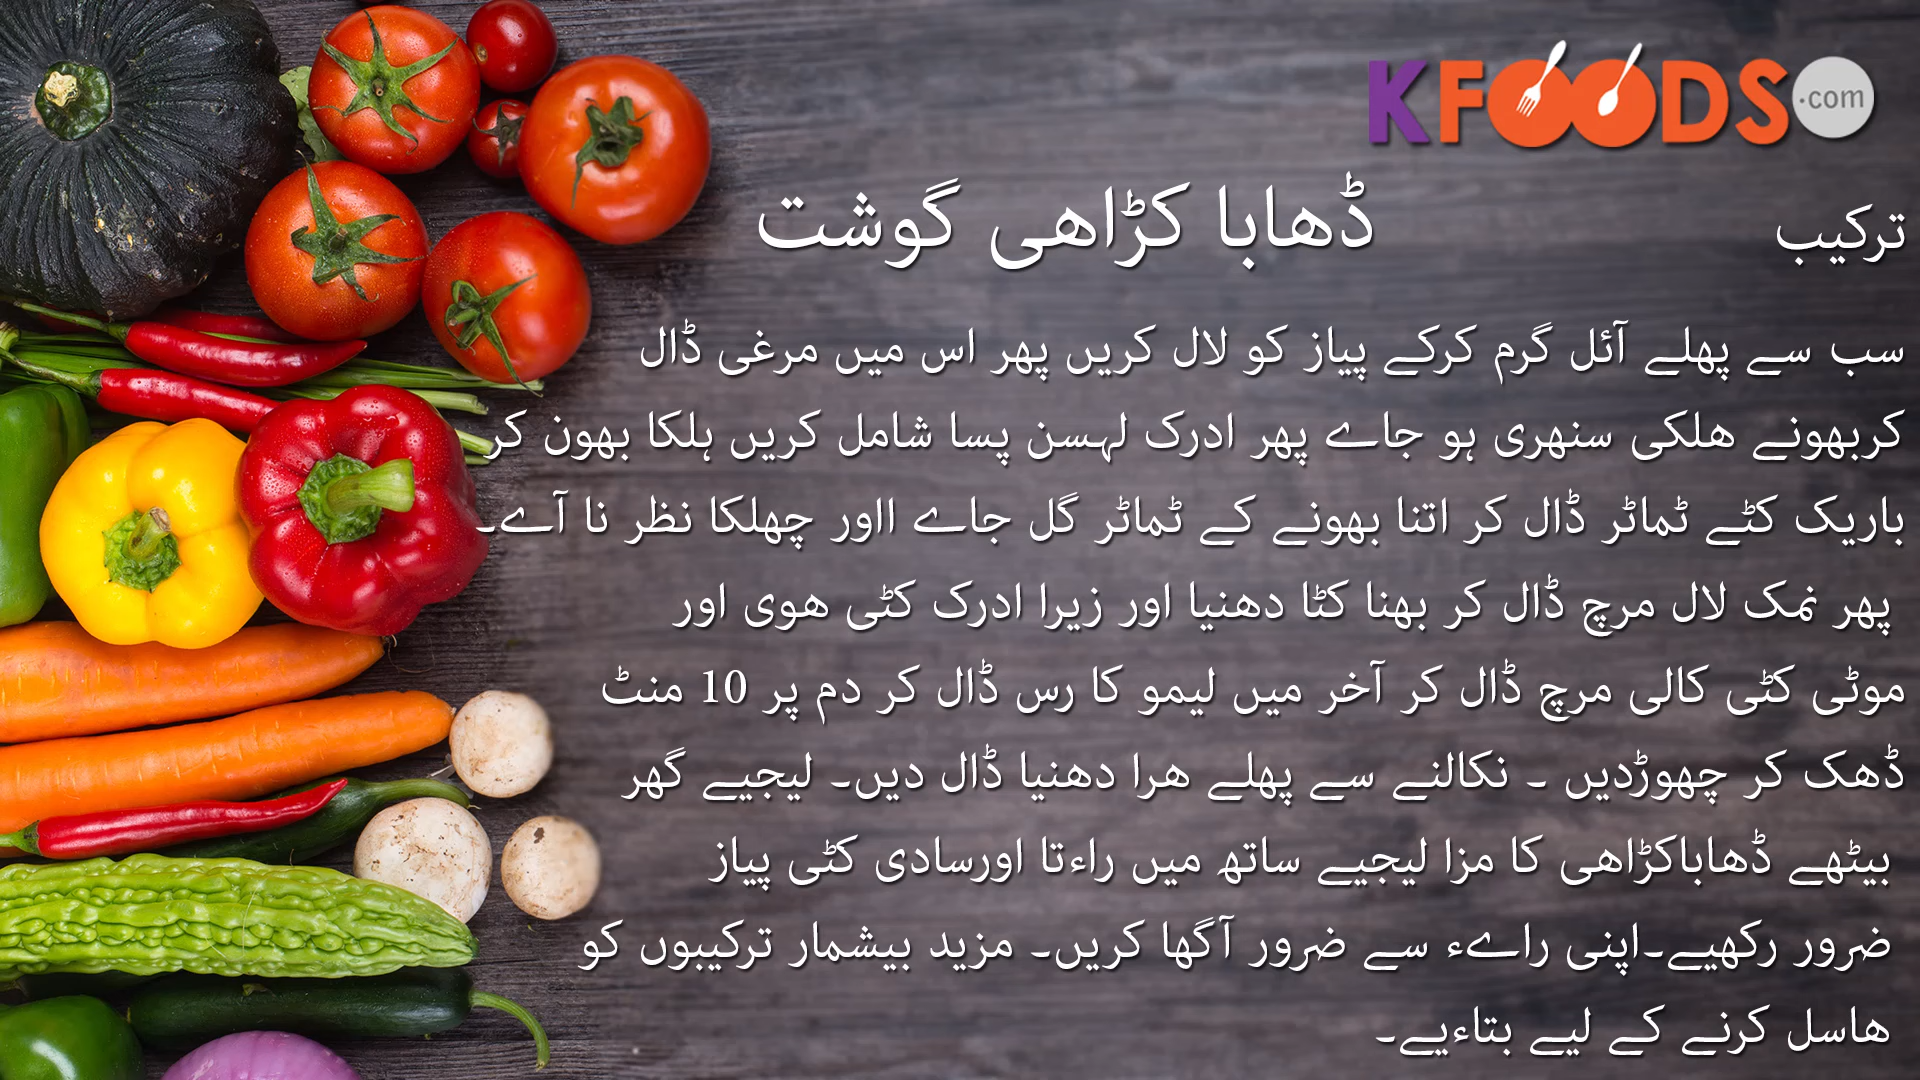 KFOODS.com
ڈھابا کڑاھی گوشت
ترکیب
سب سے پھلے آئل گرم کرکے پیاز کو لال کریں پھر اس میں مرغی ڈال
کربھونے ھلکی سنھری ہو جاے پھر ادرک لہسن پسا شامل کریں ہلکا بھون کر
باریک کٹے ٹماٹر ڈال کر اتنا بھونے کے ٹماٹر گل جاے ااور چھلکا نظر نا آے۔
پھر نمک لال مرچ ڈال کر بھنا کٹا دھنیا اور زیرا ادرک کٹی ھوی اور
موٹی کٹی کالی مرچ ڈال کر آخر میں لیمو کا رس ڈال کر دم پر 10 منٹ
ڈھک کر چھوڑدیں ۔ نکالنے سے پھلے ھرا دھنیا ڈال دیں۔ لیجیے گھر
بیٹھے ڈھاباکڑاھی کا مزا لیجیے ساتھ میں راءتا اورسادی کٹی پیاز
ضرور رکھیے۔اپنی راےء سے ضرور آگھا کریں۔ مزید بیشمار ترکیبوں کو
ھاسل کرنے کے لیے بتاءیے۔